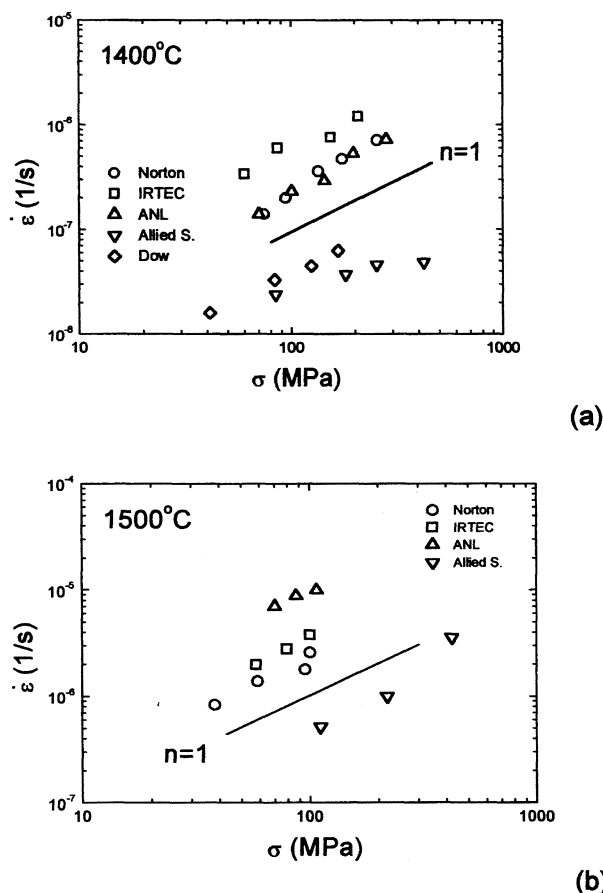 1400°C
10⁻⁵
10⁻⁶
10⁻⁷
10⁻⁸
ε̇ (1/s)
Norton
IRTEC
ANL
Allied S.
Dow
n=1
10 100 1000
σ (MPa)
(a)
1500°C
10⁻⁴
10⁻⁵
10⁻⁶
10⁻⁷
ε̇ (1/s)
Norton
IRTEC
ANL
Allied S.
n=1
10 100 1000
σ (MPa)
(b)